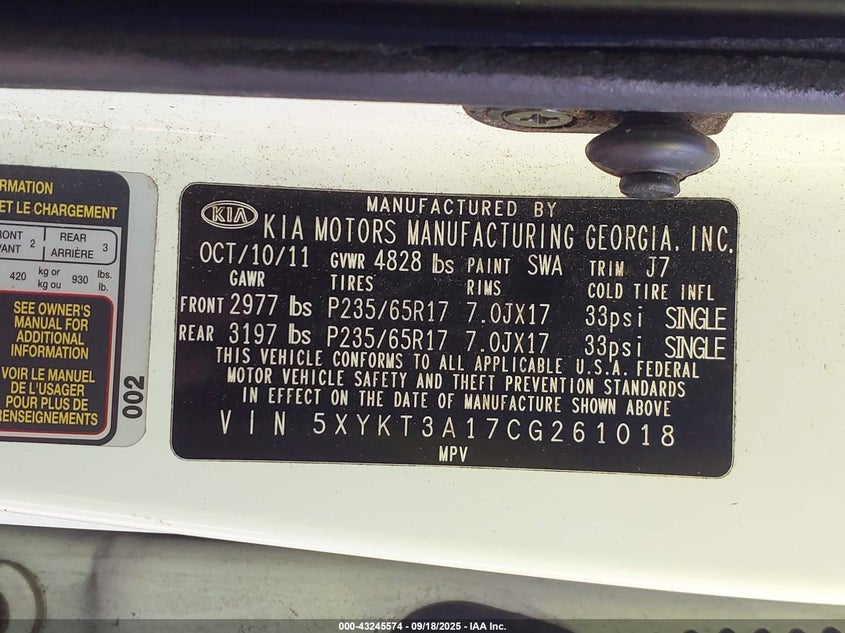 RMATION
ET LE CHARGEMENT
RONT 2 REAR 3
VANT ARRIÈRE
420 kg or 930 lbs.
kg ou lb.
SEE OWNER'S
MANUAL FOR
ADDITIONAL
INFORMATION
VOIR LE MANUEL
DE L'USAGER
POUR PLUS DE
RENSEIGNEMENTS
002
MANUFACTURED BY
KIA KIA MOTORS MANUFACTURING GEORGIA, INC.
OCT/10/11 GVWR 4828 lbs PAINT SWA TRIM J7
GAWR TIRES RIMS COLD TIRE INFL
FRONT 2977 lbs P235/65R17 7.0JX17 33psi SINGLE
REAR 3197 lbs P235/65R17 7.0JX17 33psi SINGLE
THIS VEHICLE CONFORMS TO ALL APPLICABLE U.S.A. FEDERAL
MOTOR VEHICLE SAFETY AND THEFT PREVENTION STANDARDS
IN EFFECT ON THE DATE OF MANUFACTURE SHOWN ABOVE
VIN 5XYKT3A17CG261018
MPV
000-43245574 - 09/18/2025 - IAA Inc.